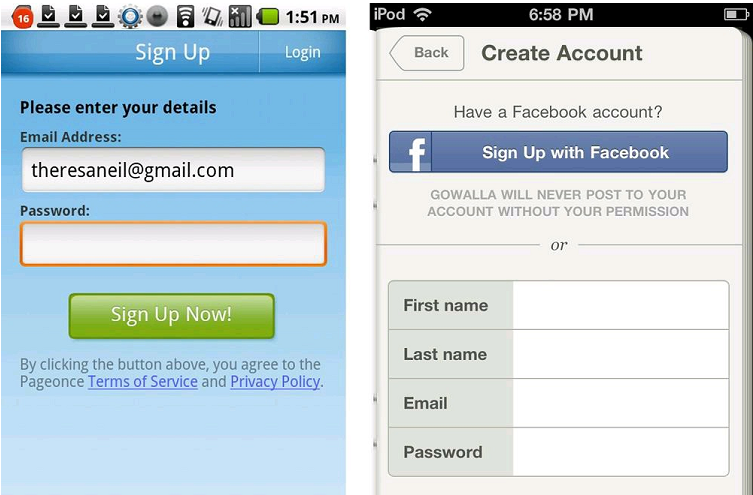 16
1:51 PM
Sign Up
Login
Please enter your details
Email Address:
theresaneil@gmail.com
Password:
Sign Up Now!
By clicking the button above, you agree to the
Pageonce Terms of Service and Privacy Policy.
iPod
6:58 PM
Back
Create Account
Have a Facebook account?
f
Sign Up with Facebook
GOWALLA WILL NEVER POST TO YOUR
ACCOUNT WITHOUT YOUR PERMISSION
or
First name
Last name
Email
Password